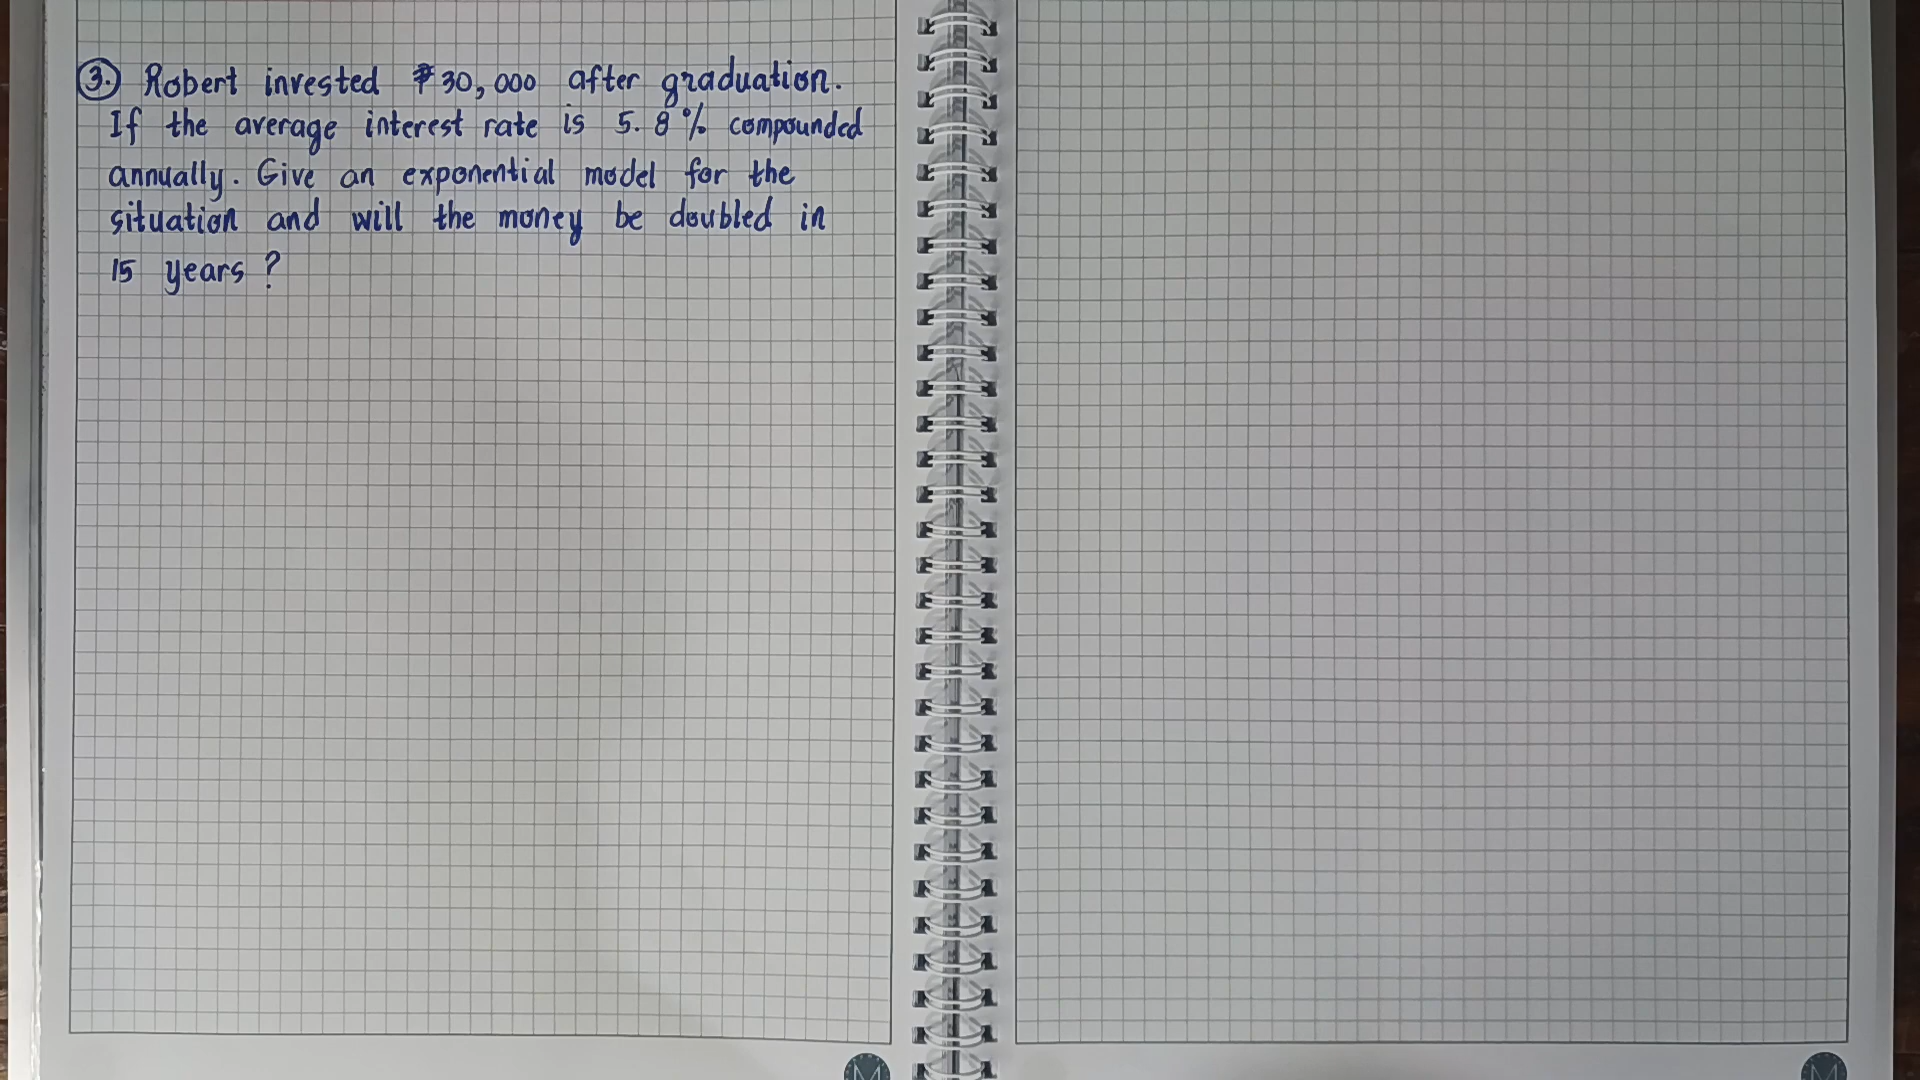 3. Robert invested ₱30,000 after graduation.
If the average interest rate is 5.8% compounded
annually. Give an exponential model for the
situation and will the money be doubled in
15 years?